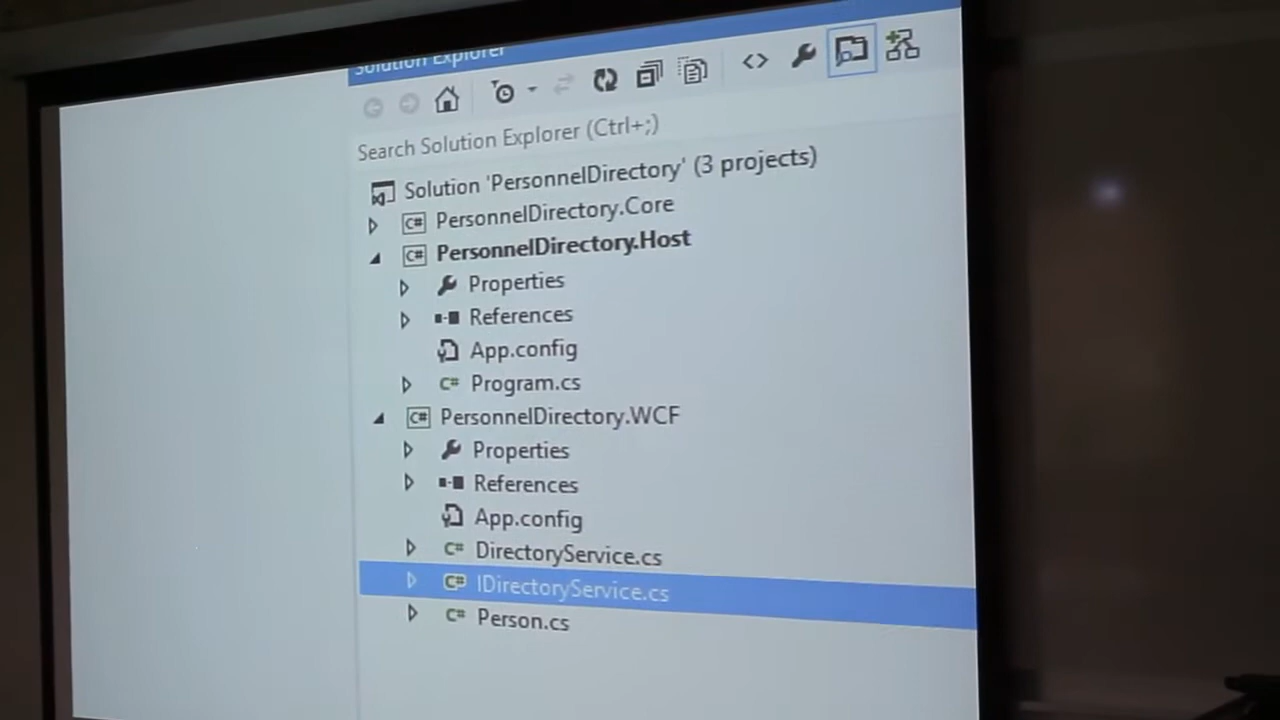 Solution Explorer
Search Solution Explorer (Ctrl+;)
Solution 'PersonnelDirectory' (3 projects)
C# PersonnelDirectory.Core
C# PersonnelDirectory.Host
Properties
References
App.config
C# Program.cs
C# PersonnelDirectory.WCF
Properties
References
App.config
C# DirectoryService.cs
C# IDirectoryService.cs
C# Person.cs